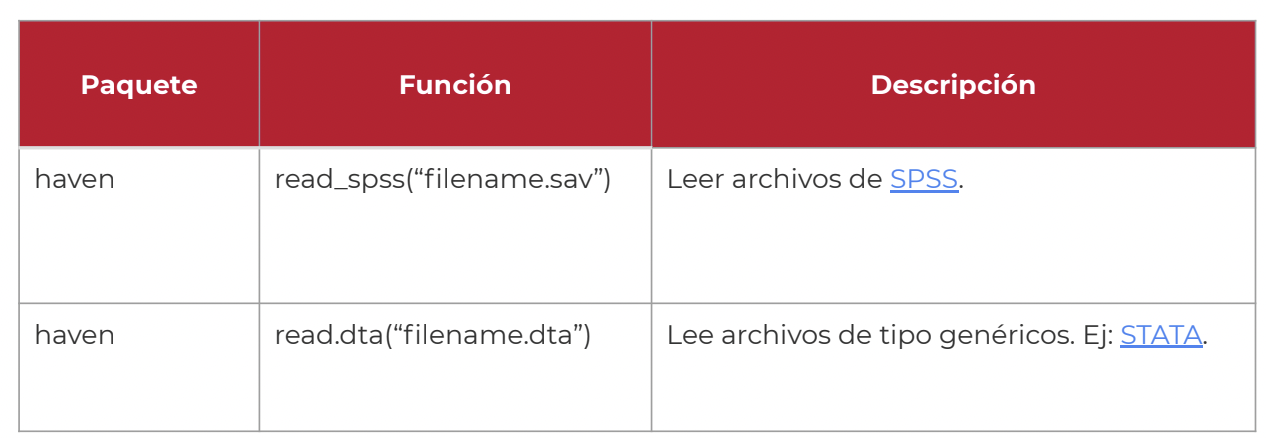 Paquete Función Descripción
haven read_spss(“filename.sav”) Leer archivos de SPSS.
haven read.dta(“filename.dta”) Lee archivos de tipo genéricos. Ej: STATA.